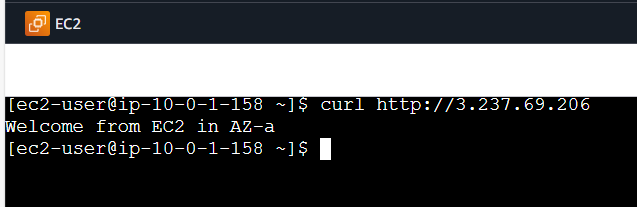 EC2
[ec2-user@ip-10-0-1-158 ~]$ curl http://3.237.69.206
Welcome from EC2 in AZ-a
[ec2-user@ip-10-0-1-158 ~]$